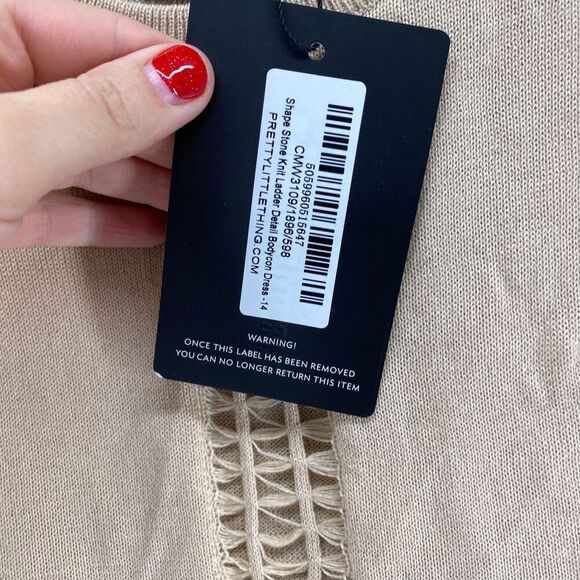 5059960515647
CMW3109/1896/598
Shape Stone Knit Ladder Detail Bodycon Dress -14
PRETTYLITTLETHING.COM
WARNING!
ONCE THIS LABEL HAS BEEN REMOVED
YOU CAN NO LONGER RETURN THIS ITEM